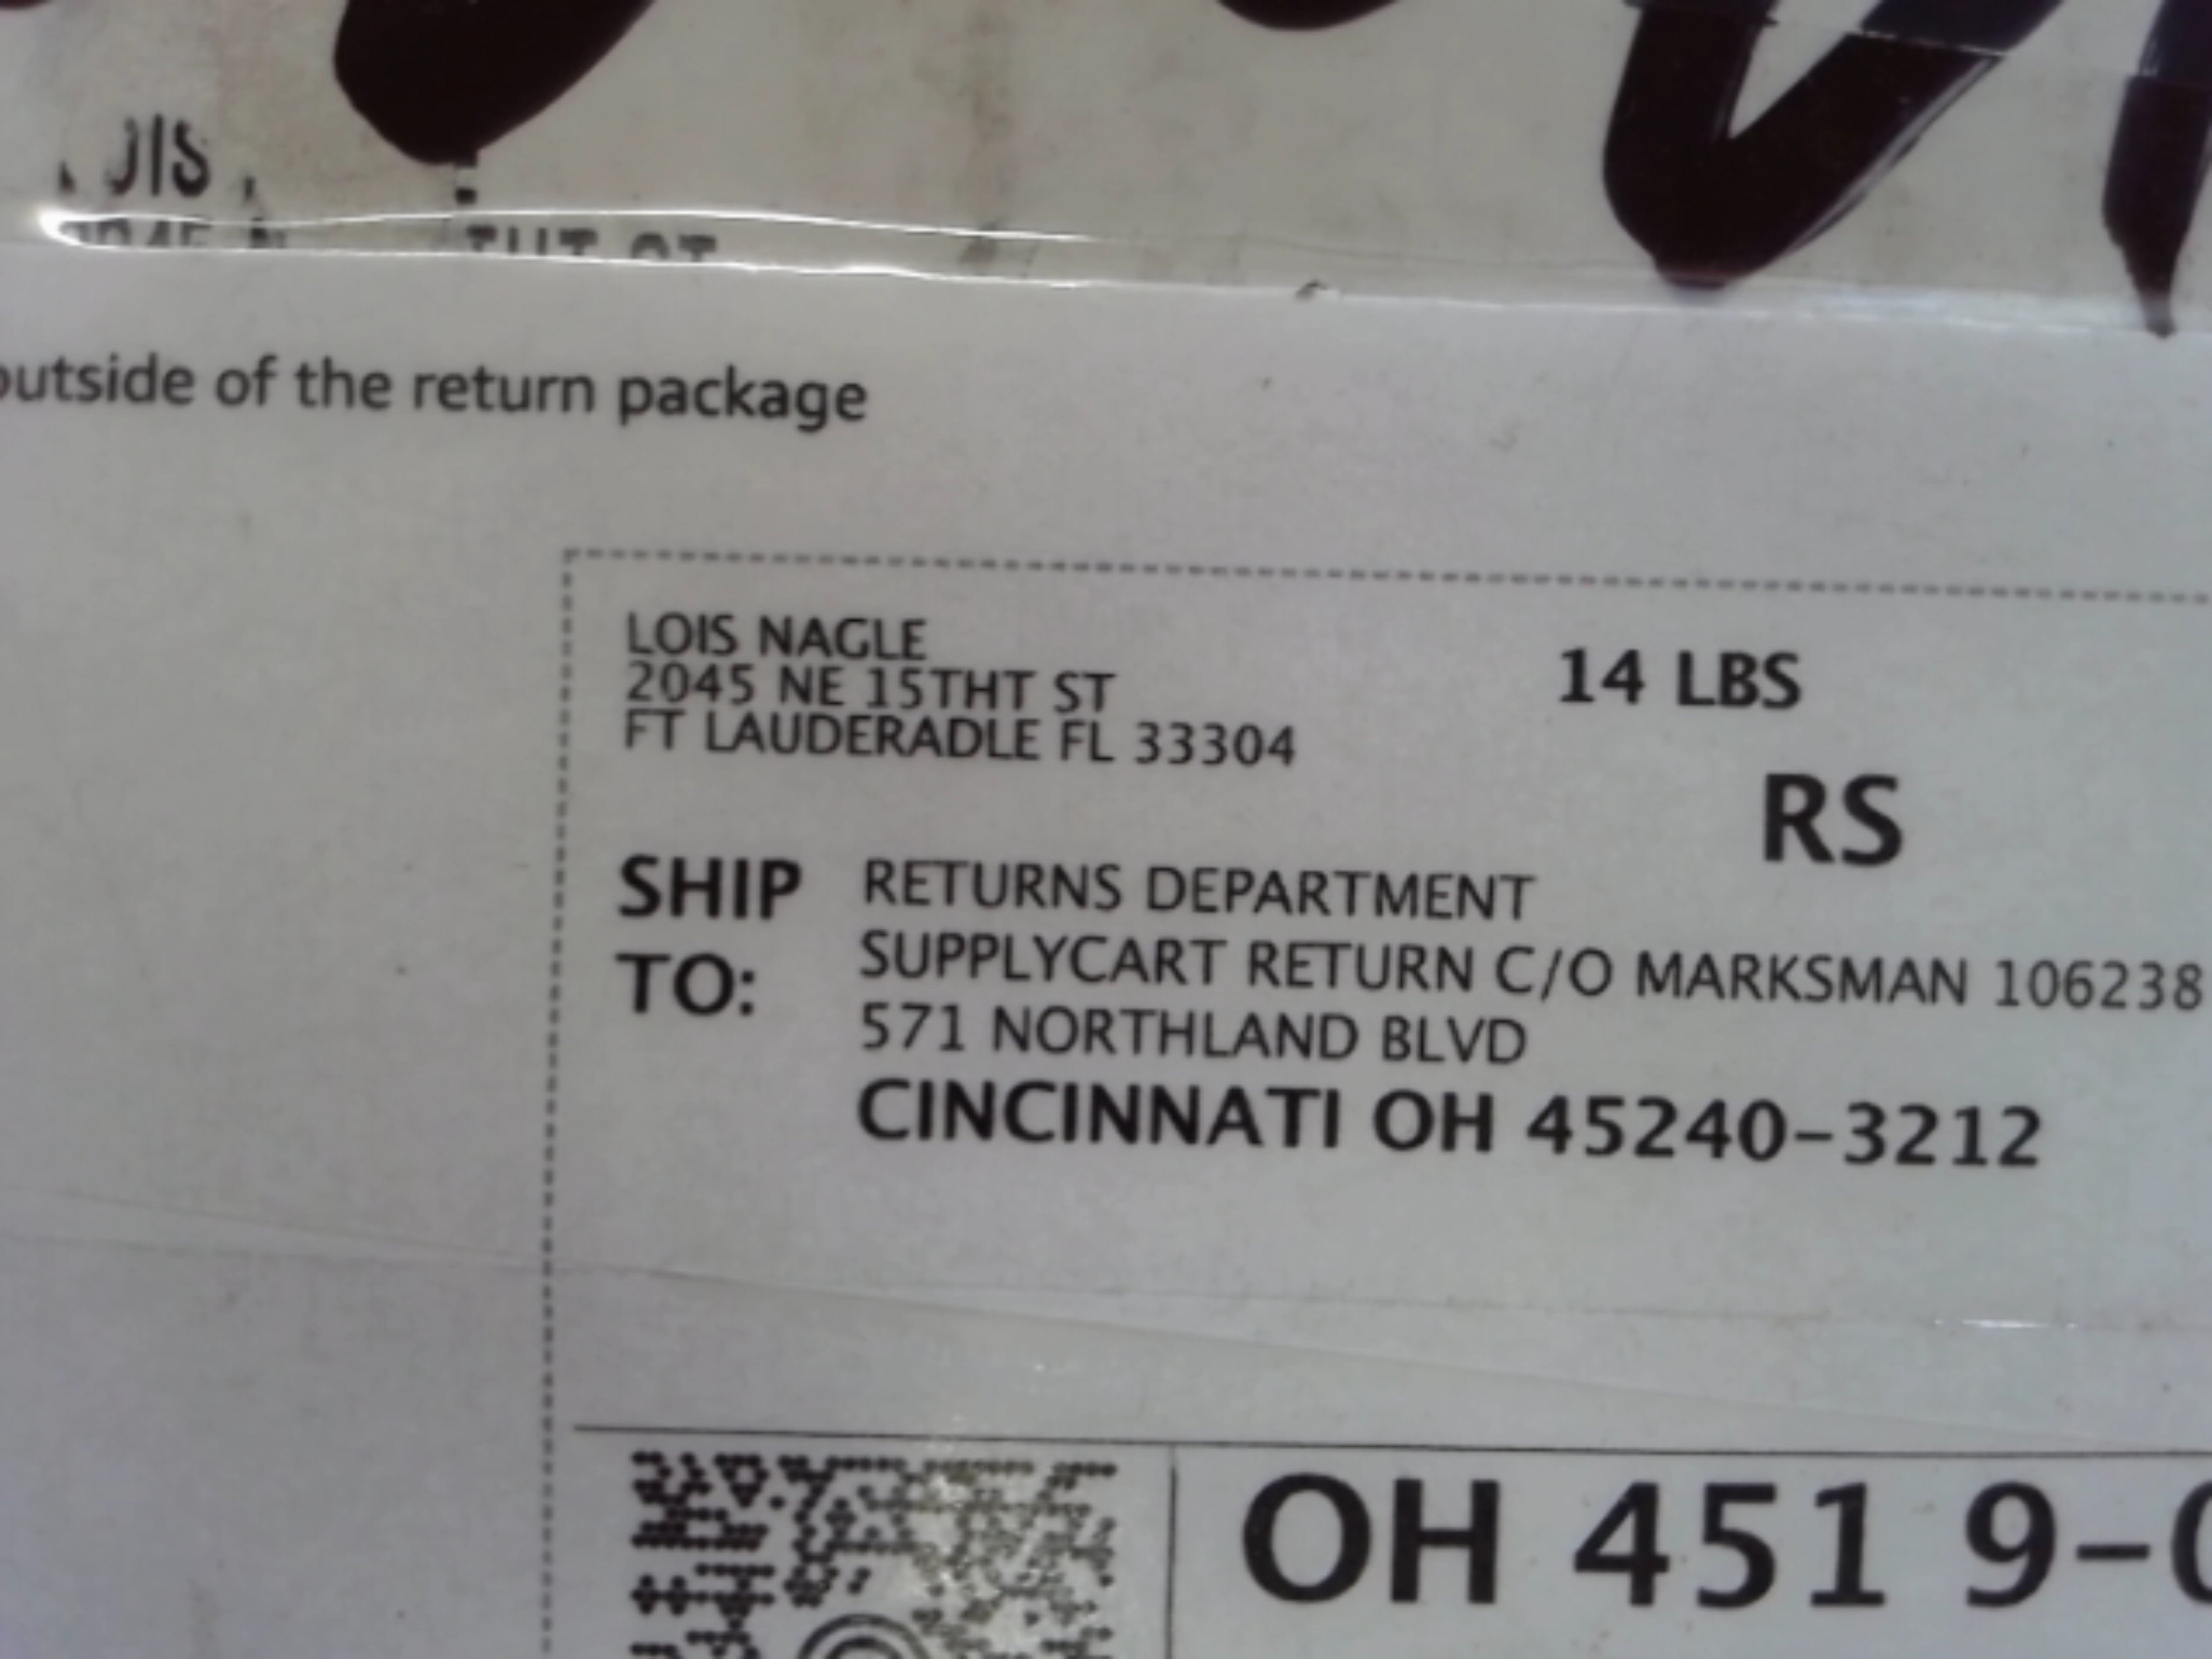 outside of the return package
LOIS NAGLE
2045 NE 15THT ST
FT LAUDERADLE FL 33304
14 LBS
RS
SHIP TO:
RETURNS DEPARTMENT
SUPPLYCART RETURN C/O MARKSMAN 106238
571 NORTHLAND BLVD
CINCINNATI OH 45240-3212
OH 451 9-0